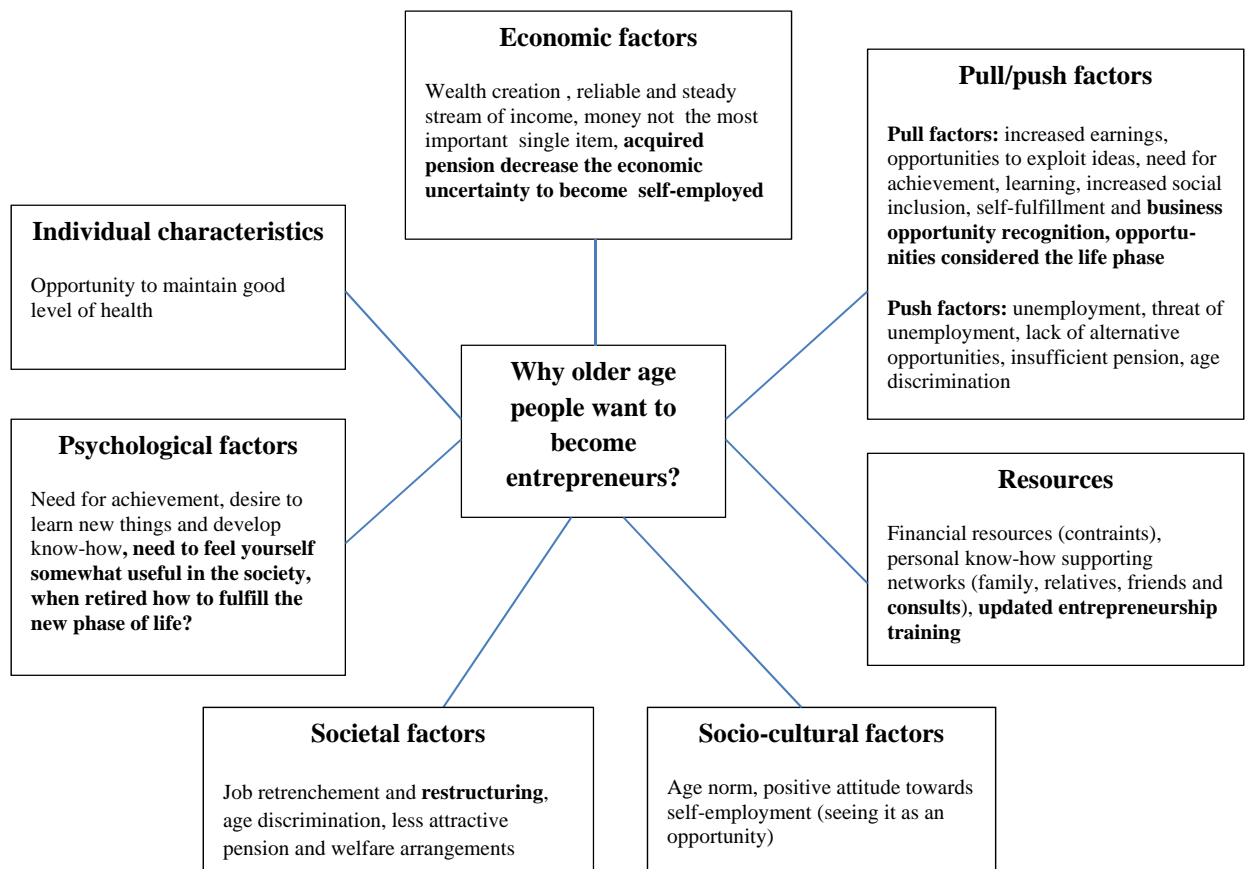 Economic factors
Wealth creation , reliable and steady
stream of income, money not the most
important single item, acquired
pension decrease the economic
uncertainty to become self-employed
Pull/push factors
Pull factors: increased earnings,
opportunities to exploit ideas, need for
achievement, learning, increased social
inclusion, self-fulfillment and business
opportunity recognition, opportu-
nities considered the life phase
Push factors: unemployment, threat of
unemployment, lack of alternative
opportunities, insufficient pension, age
discrimination
Individual characteristics
Opportunity to maintain good
level of health
Why older age
people want to
become
entrepreneurs?
Psychological factors
Need for achievement, desire to
learn new things and develop
know-how, need to feel yourself
somewhat useful in the society,
when retired how to fulfill the
new phase of life?
Resources
Financial resources (contraints),
personal know-how supporting
networks (family, relatives, friends and
consults), updated entrepreneurship
training
Societal factors
Job retrenchement and restructuring,
age discrimination, less attractive
pension and welfare arrangements
Socio-cultural factors
Age norm, positive attitude towards
self-employment (seeing it as an
opportunity)